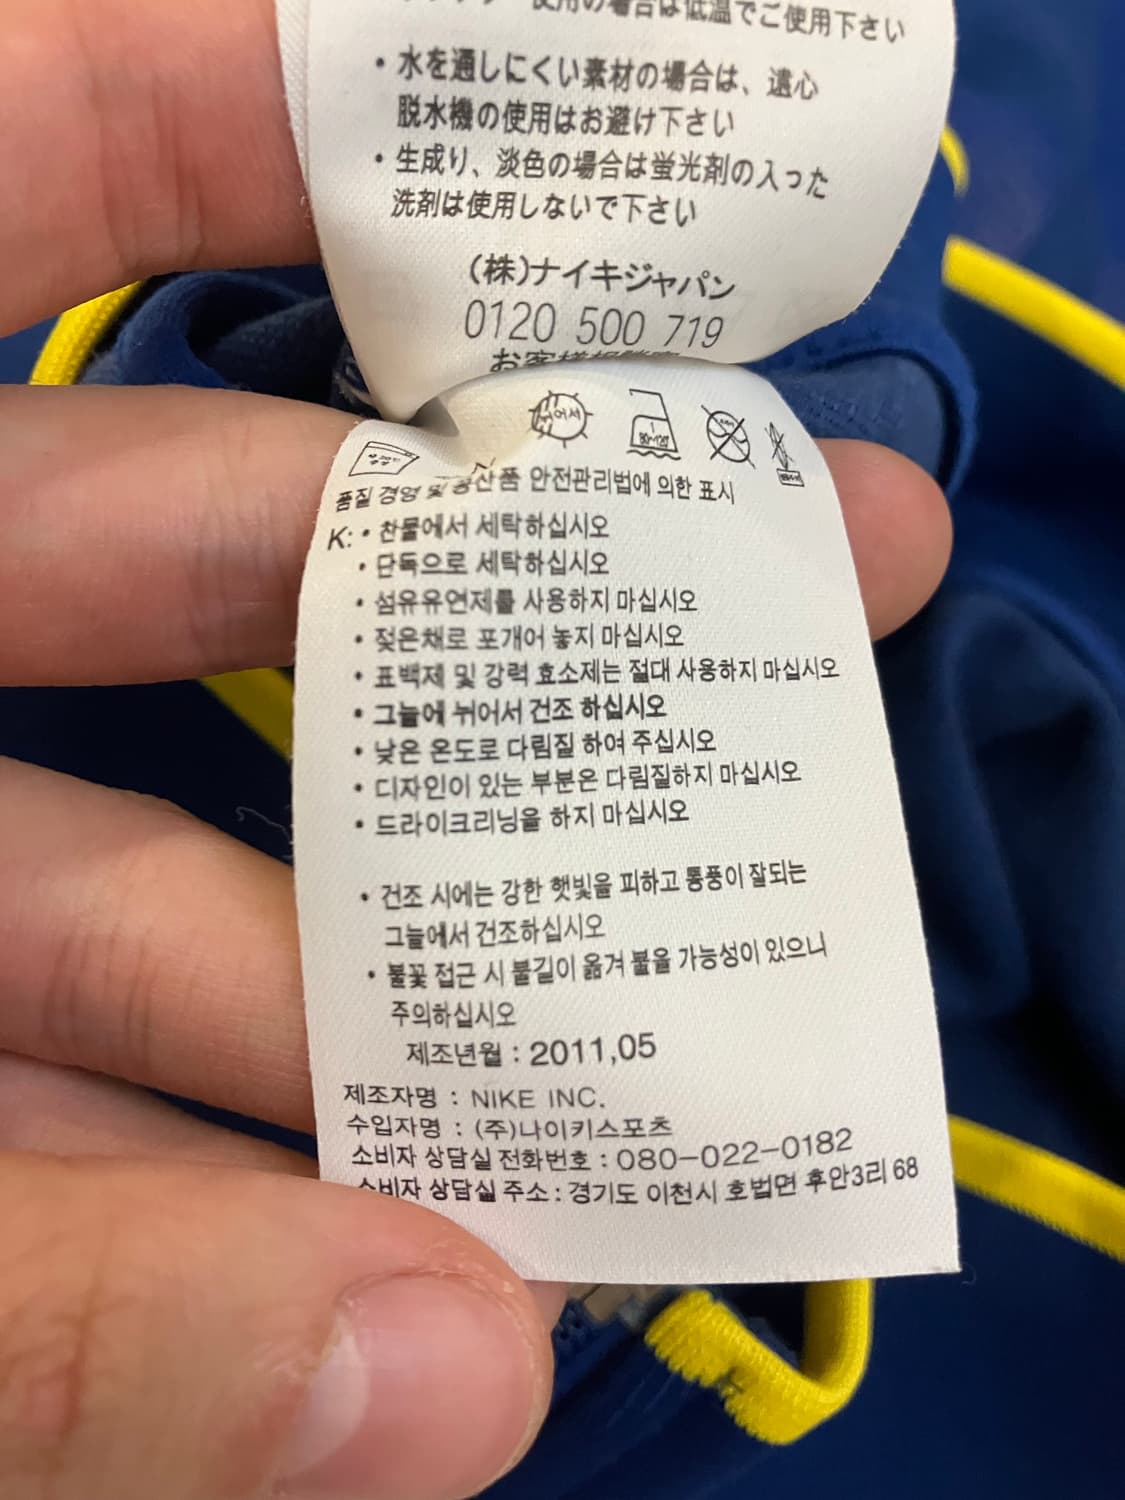 使用の場合は低温でご使用下さい
・水を通しにくい素材の場合は、遠心
脱水機の使用はお避け下さい
・生成り、淡色の場合は蛍光剤の入った
洗剤は使用しないで下さい
(株)ナイキジャパン
0120 500 719
お客様相談室
품질 경영 및 공산품 안전관리법에 의한 표시
K: • 찬물에서 세탁하십시오
• 단독으로 세탁하십시오
• 섬유유연제를 사용하지 마십시오
• 젖은채로 포개어 놓지 마십시오
• 표백제 및 강력 효소제는 절대 사용하지 마십시오
• 그늘에 뉘어서 건조 하십시오
• 낮은 온도로 다림질 하여 주십시오
• 디자인이 있는 부분은 다림질하지 마십시오
• 드라이크리닝을 하지 마십시오
• 건조 시에는 강한 햇빛을 피하고 통풍이 잘되는
그늘에서 건조하십시오
• 불꽃 접근 시 불길이 옮겨 붙을 가능성이 있으니
주의하십시오
제조년월 : 2011,05
제조자명 : NIKE INC.
수입자명 : (주)나이키스포츠
소비자 상담실 전화번호 : 080-022-0182
소비자 상담실 주소 : 경기도 이천시 호법면 후안3리 68